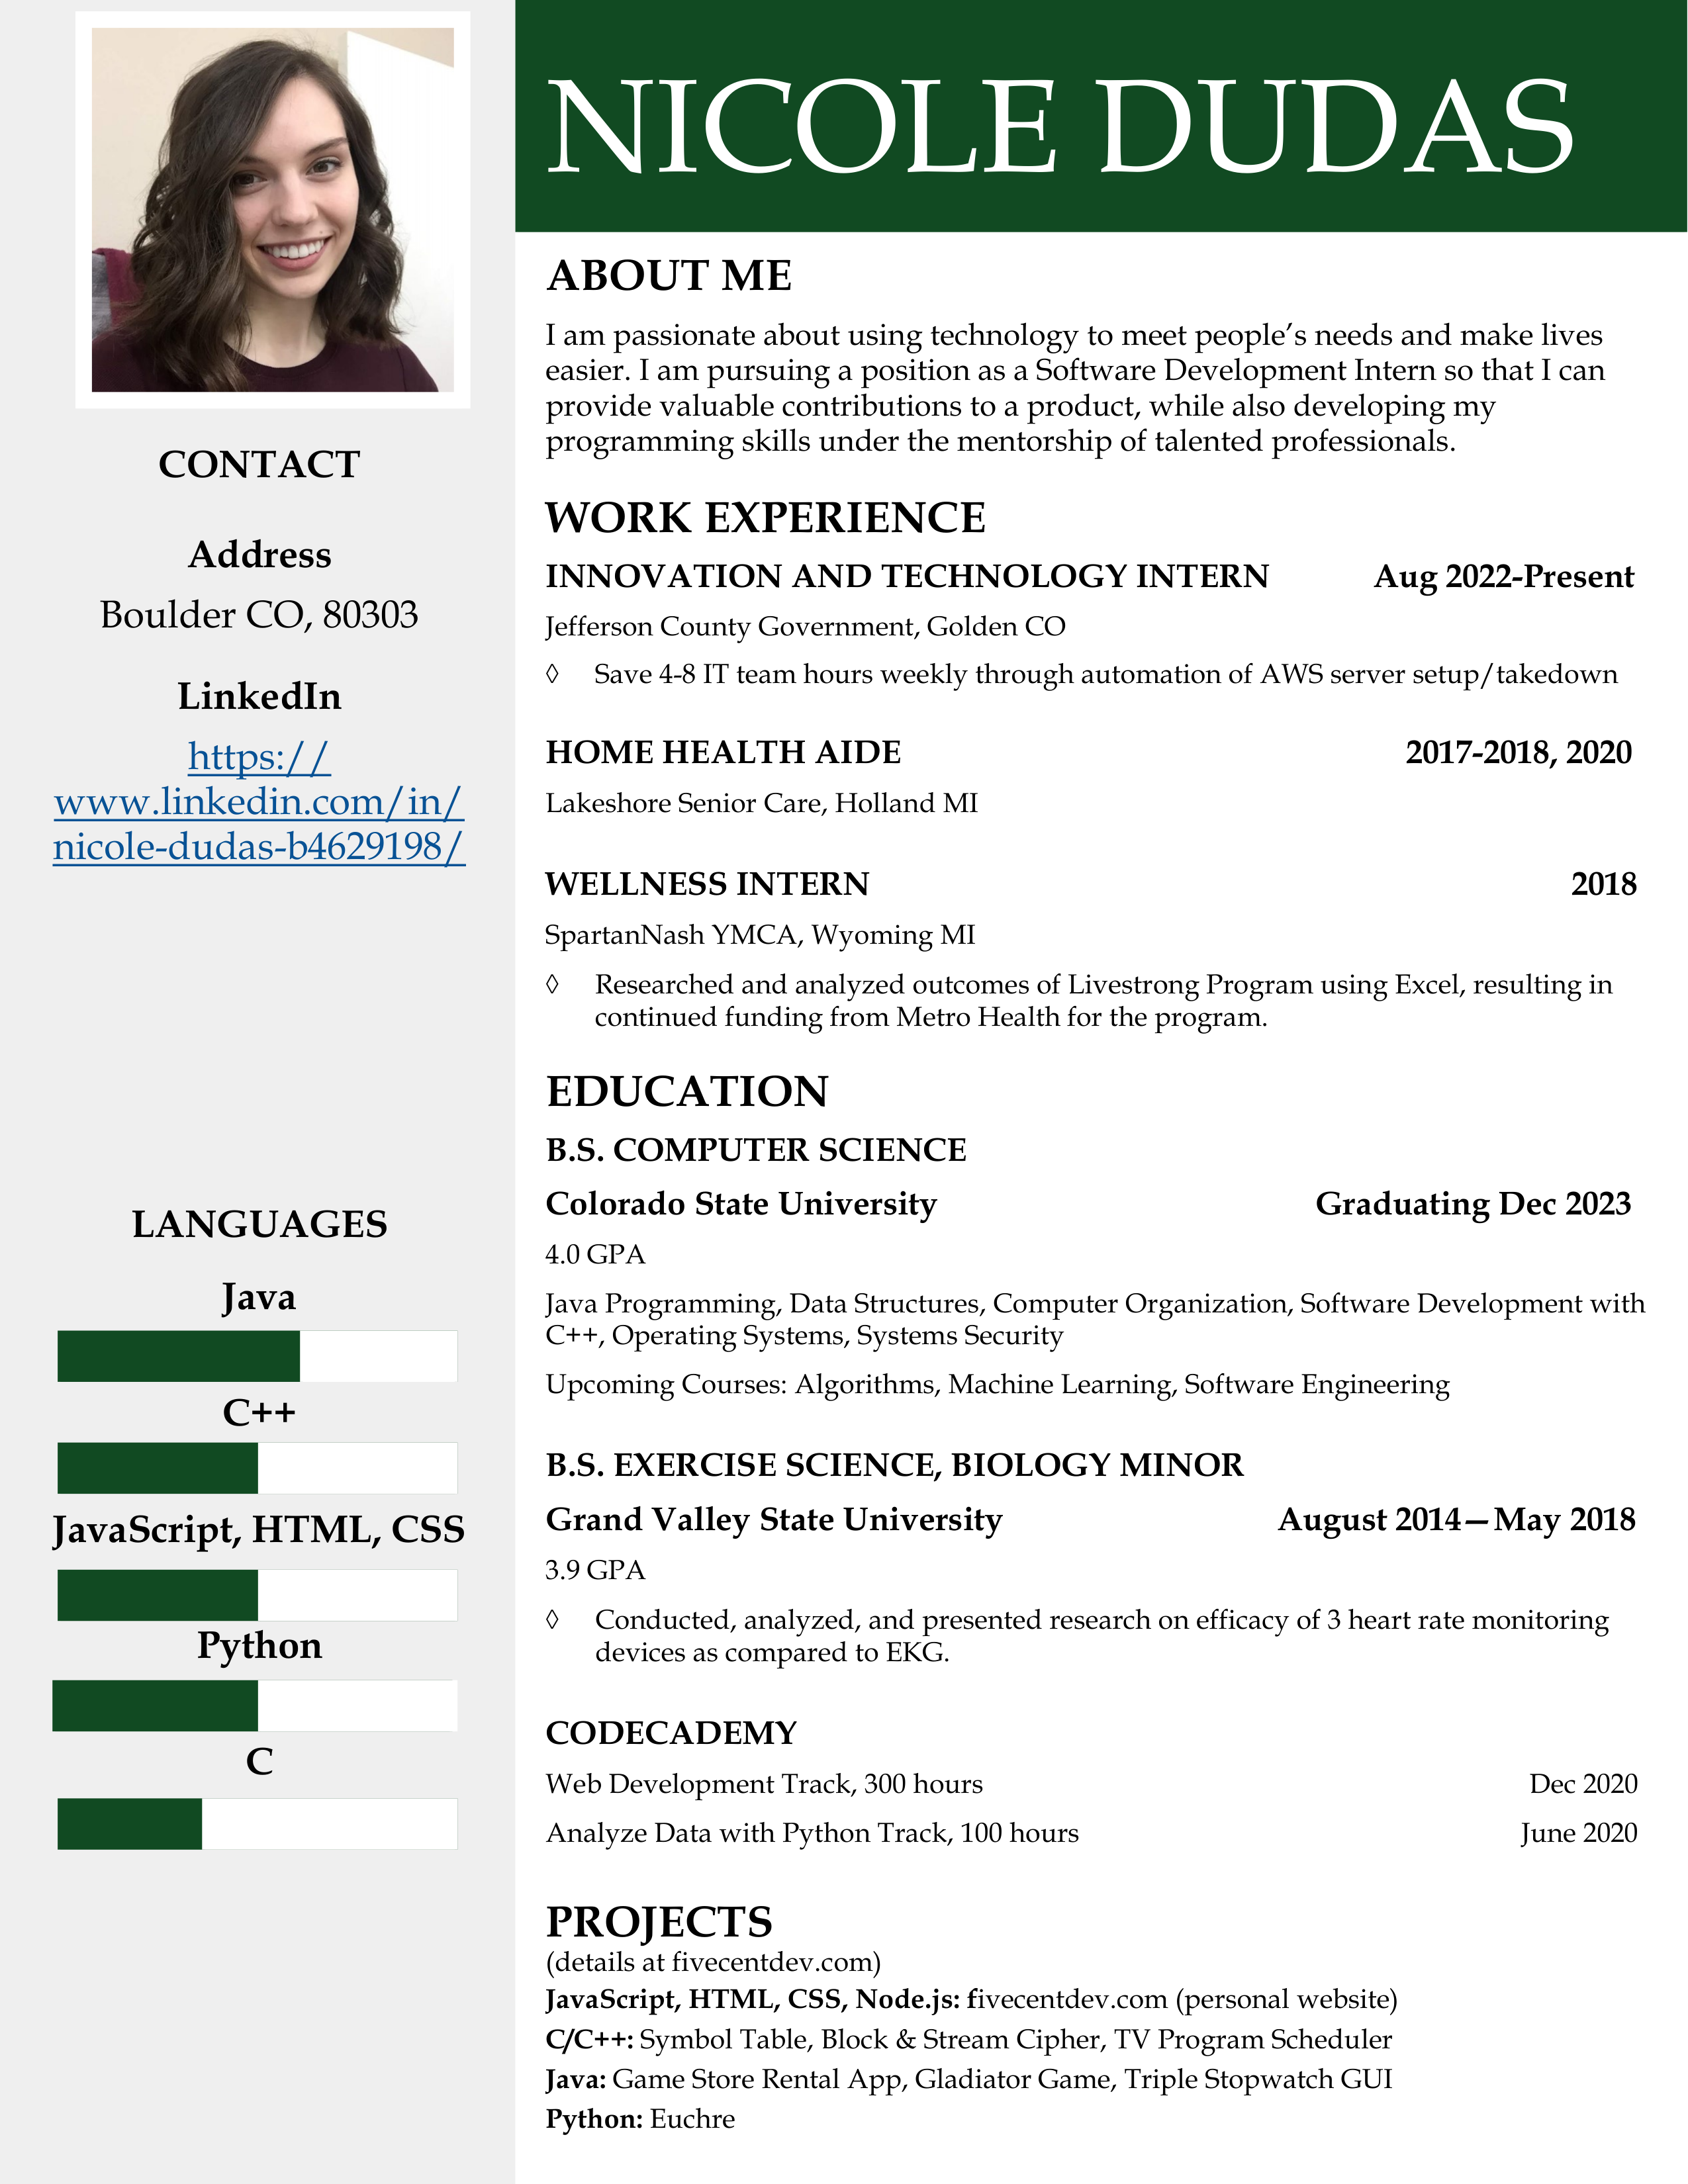 NICOLE DUDAS
CONTACT
Address
Boulder CO, 80303
LinkedIn
https://
www.linkedin.com/in/
nicole-dudas-b4629198/
LANGUAGES
Java
C++
JavaScript, HTML, CSS
Python
C
ABOUT ME
I am passionate about using technology to meet people’s needs and make lives
easier. I am pursuing a position as a Software Development Intern so that I can
provide valuable contributions to a product, while also developing my
programming skills under the mentorship of talented professionals.
WORK EXPERIENCE
INNOVATION AND TECHNOLOGY INTERN Aug 2022-Present
Jefferson County Government, Golden CO
◊ Save 4-8 IT team hours weekly through automation of AWS server setup/takedown
HOME HEALTH AIDE 2017-2018, 2020
Lakeshore Senior Care, Holland MI
WELLNESS INTERN 2018
SpartanNash YMCA, Wyoming MI
◊ Researched and analyzed outcomes of Livestrong Program using Excel, resulting in
continued funding from Metro Health for the program.
EDUCATION
B.S. COMPUTER SCIENCE
Colorado State University Graduating Dec 2023
4.0 GPA
Java Programming, Data Structures, Computer Organization, Software Development with
C++, Operating Systems, Systems Security
Upcoming Courses: Algorithms, Machine Learning, Software Engineering
B.S. EXERCISE SCIENCE, BIOLOGY MINOR
Grand Valley State University August 2014—May 2018
3.9 GPA
◊ Conducted, analyzed, and presented research on efficacy of 3 heart rate monitoring
devices as compared to EKG.
CODECADEMY
Web Development Track, 300 hours Dec 2020
Analyze Data with Python Track, 100 hours June 2020
PROJECTS
(details at fivecentdev.com)
JavaScript, HTML, CSS, Node.js: fivecentdev.com (personal website)
C/C++: Symbol Table, Block & Stream Cipher, TV Program Scheduler
Java: Game Store Rental App, Gladiator Game, Triple Stopwatch GUI
Python: Euchre